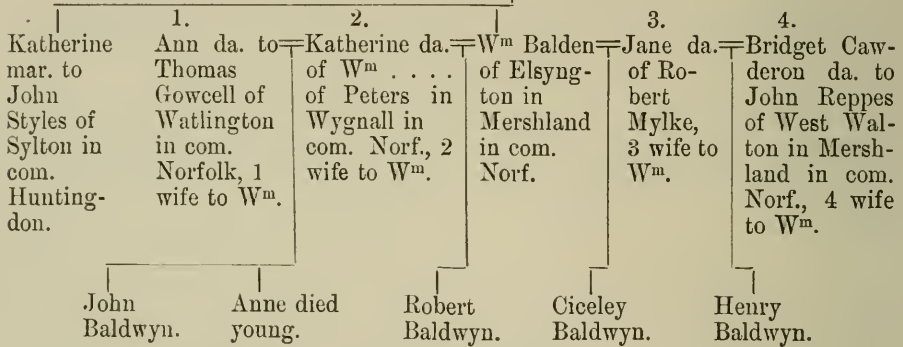 1.
2.
3.
4.
Katherine
mar. to
John
Styles of
Sylton in
com.
Hunting-
don.
Ann da. to
Thomas
Gowcell of
Watlington
in com.
Norfolk, 1
wife to Wm.
Katherine da.
of Wm . . . .
of Peters in
Wygnall in
com. Norf., 2
wife to Wm.
Wm Balden
of Elsyng-
ton in
Mershland
in com.
Norf.
Jane da.
of Ro-
bert
Mylke,
3 wife to
Wm.
Bridget Caw-
deron da. to
John Reppes
of West Wal-
ton in Mersh-
land in com.
Norf., 4 wife
to Wm.
John
Baldwyn.
Anne died
young.
Robert
Baldwyn.
Ciceley
Baldwyn.
Henry
Baldwyn.